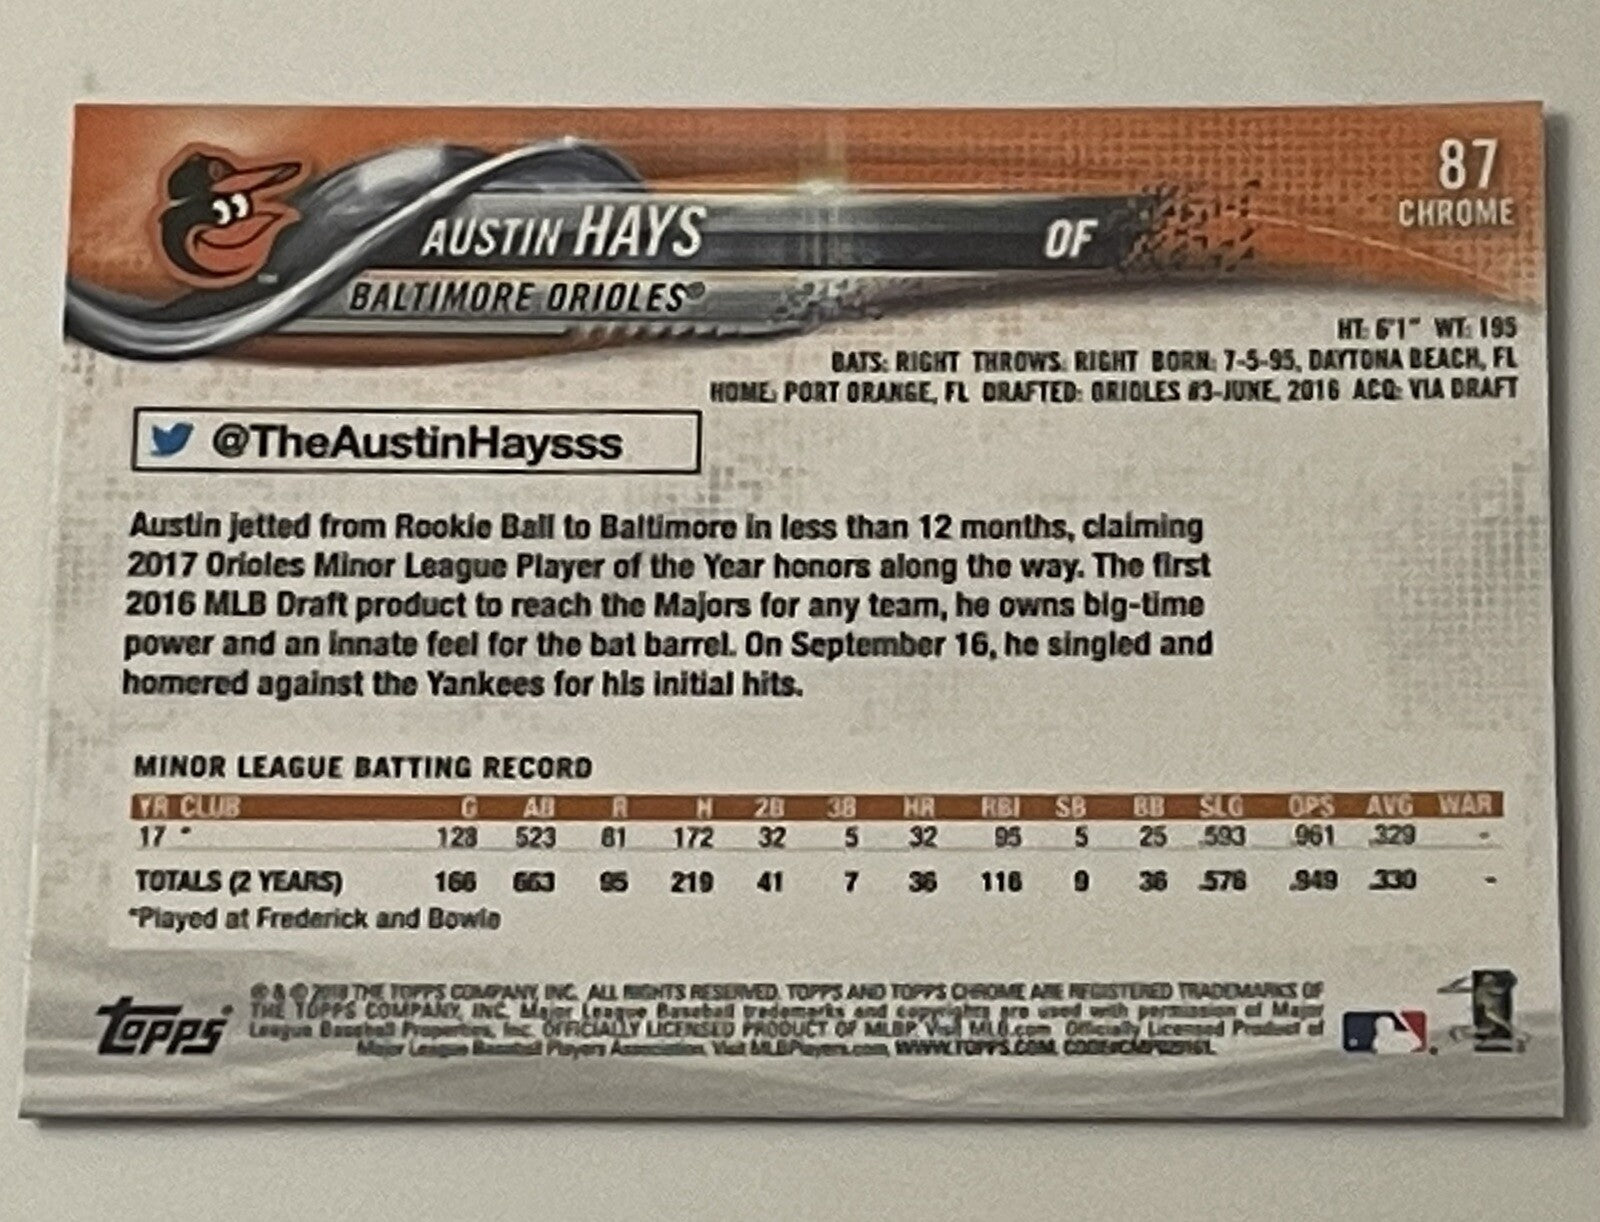 87
CHROME
AUSTIN HAYS OF
BALTIMORE ORIOLES®
HT: 6'1" WT: 195
BATS: RIGHT THROWS: RIGHT BORN: 7-5-95, DAYTONA BEACH, FL
HOME: PORT ORANGE, FL DRAFTED: ORIOLES #3-JUNE, 2016 ACQ: VIA DRAFT
@TheAustinHaysss
Austin jetted from Rookie Ball to Baltimore in less than 12 months, claiming
2017 Orioles Minor League Player of the Year honors along the way. The first
2016 MLB Draft product to reach the Majors for any team, he owns big-time
power and an innate feel for the bat barrel. On September 16, he singled and
homered against the Yankees for his initial hits.
MINOR LEAGUE BATTING RECORD
YR CLUB G AB R H 2B 3B HR RBI SB BB SLG OPS AVG WAR
17 * 128 523 81 172 32 5 32 95 5 25 .593 .961 .329 -
TOTALS (2 YEARS) 166 663 95 219 41 7 36 116 9 36 .578 .949 .330 -
*Played at Frederick and Bowie
® & © 2018 THE TOPPS COMPANY, INC. ALL RIGHTS RESERVED. TOPPS AND TOPPS CHROME ARE REGISTERED TRADEMARKS OF
THE TOPPS COMPANY, INC. Major League Baseball trademarks and copyrights are used with permission of Major
League Baseball Properties, Inc. OFFICIALLY LICENSED PRODUCT OF MLBP. Visit MLB.com Officially Licensed Product of
Major League Baseball Players Association, Visit MLBPlayers.com, WWW.TOPPS.COM,
TOPPS